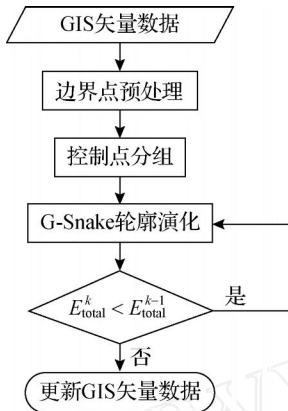 GIS矢量数据
边界点预处理
控制点分组
G-Snake轮廓演化
E^k_total < E^{k-1}_total
是
否
更新GIS矢量数据